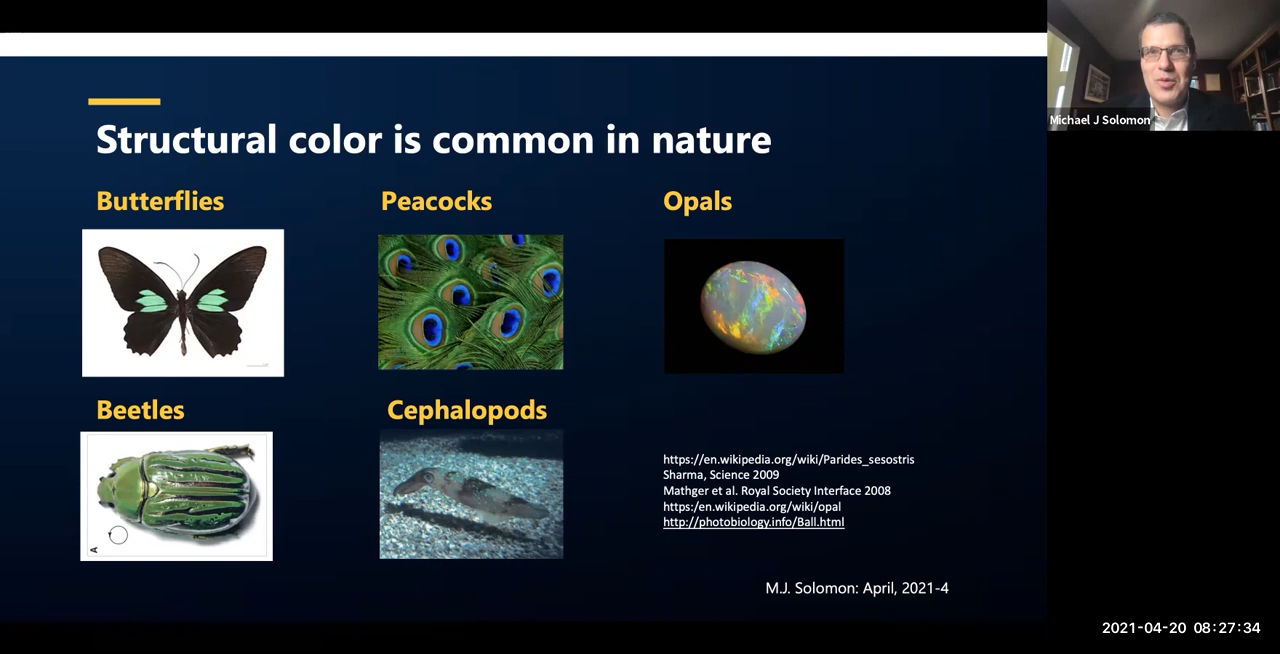 Structural color is common in nature
Butterflies
Peacocks
Opals
Beetles
Cephalopods
A
https://en.wikipedia.org/wiki/Parides_sesostris
Sharma, Science 2009
Mathger et al. Royal Society Interface 2008
https:/en.wikipedia.org/wiki/opal
http://photobiology.info/Ball.html
M.J. Solomon: April, 2021-4
Michael J Solomon
2021-04-20 08:27:34